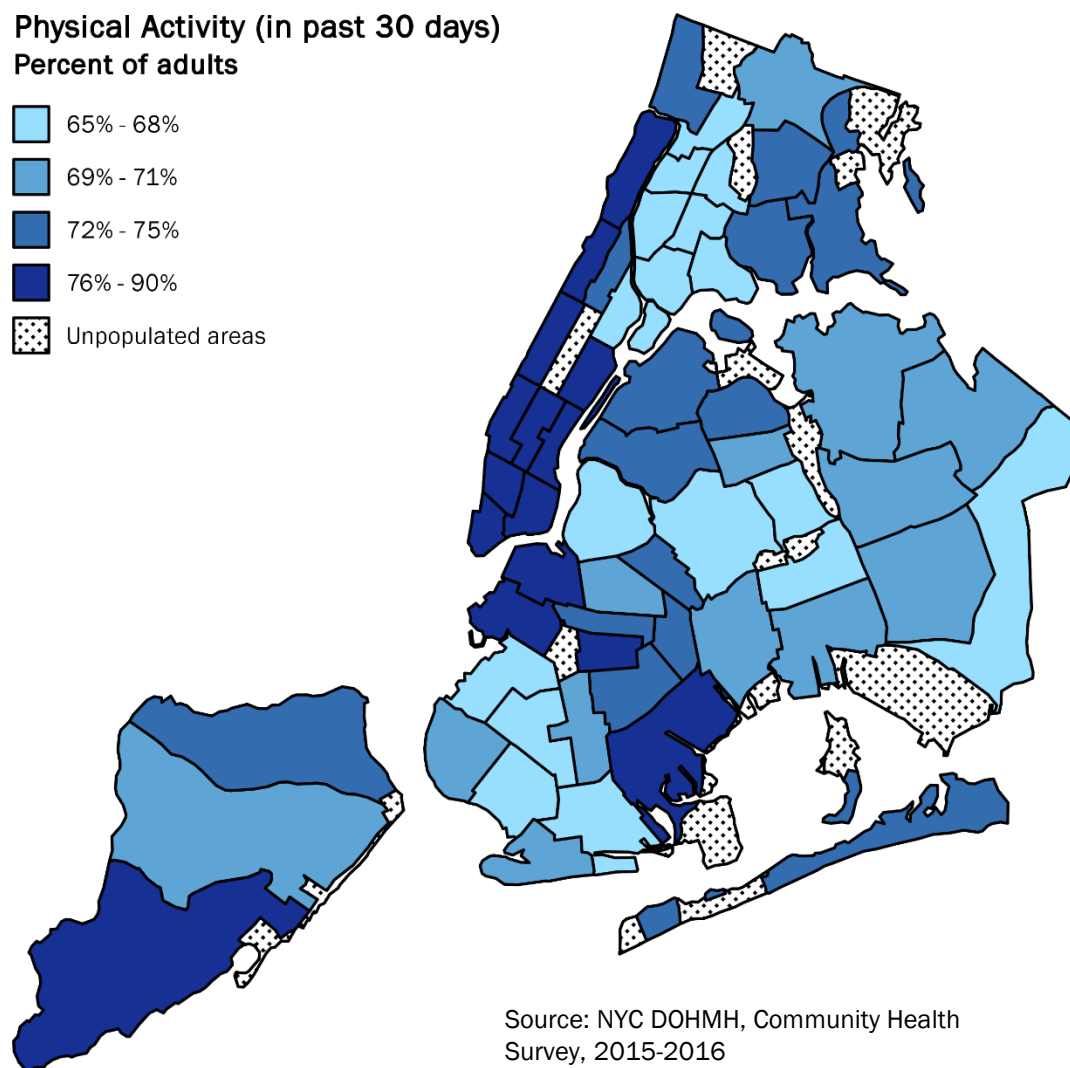 Physical Activity (in past 30 days)
Percent of adults
65% - 68%
69% - 71%
72% - 75%
76% - 90%
Unpopulated areas
Source: NYC DOHMH, Community Health
Survey, 2015-2016